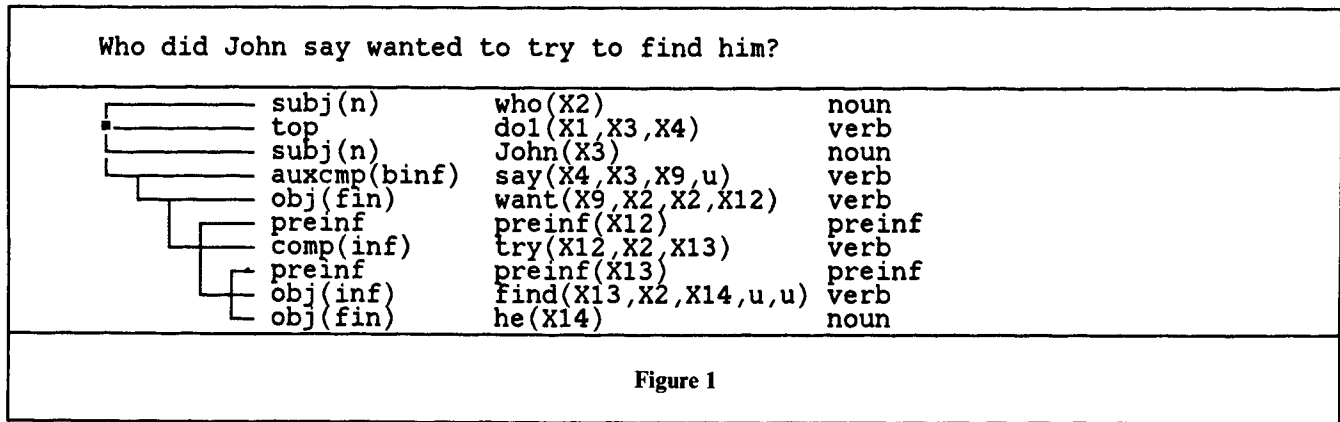 Who did John say wanted to try to find him?
subj(n) who(X2) noun
top do1(X1,X3,X4) verb
subj(n) John(X3) noun
auxcmp(binf) say(X4,X3,X9,u) verb
obj(fin) want(X9,X2,X2,X12) verb
preinf preinf(X12) preinf
comp(inf) try(X12,X2,X13) verb
preinf preinf(X13) preinf
obj(inf) find(X13,X2,X14,u,u) verb
obj(fin) he(X14) noun
Figure 1